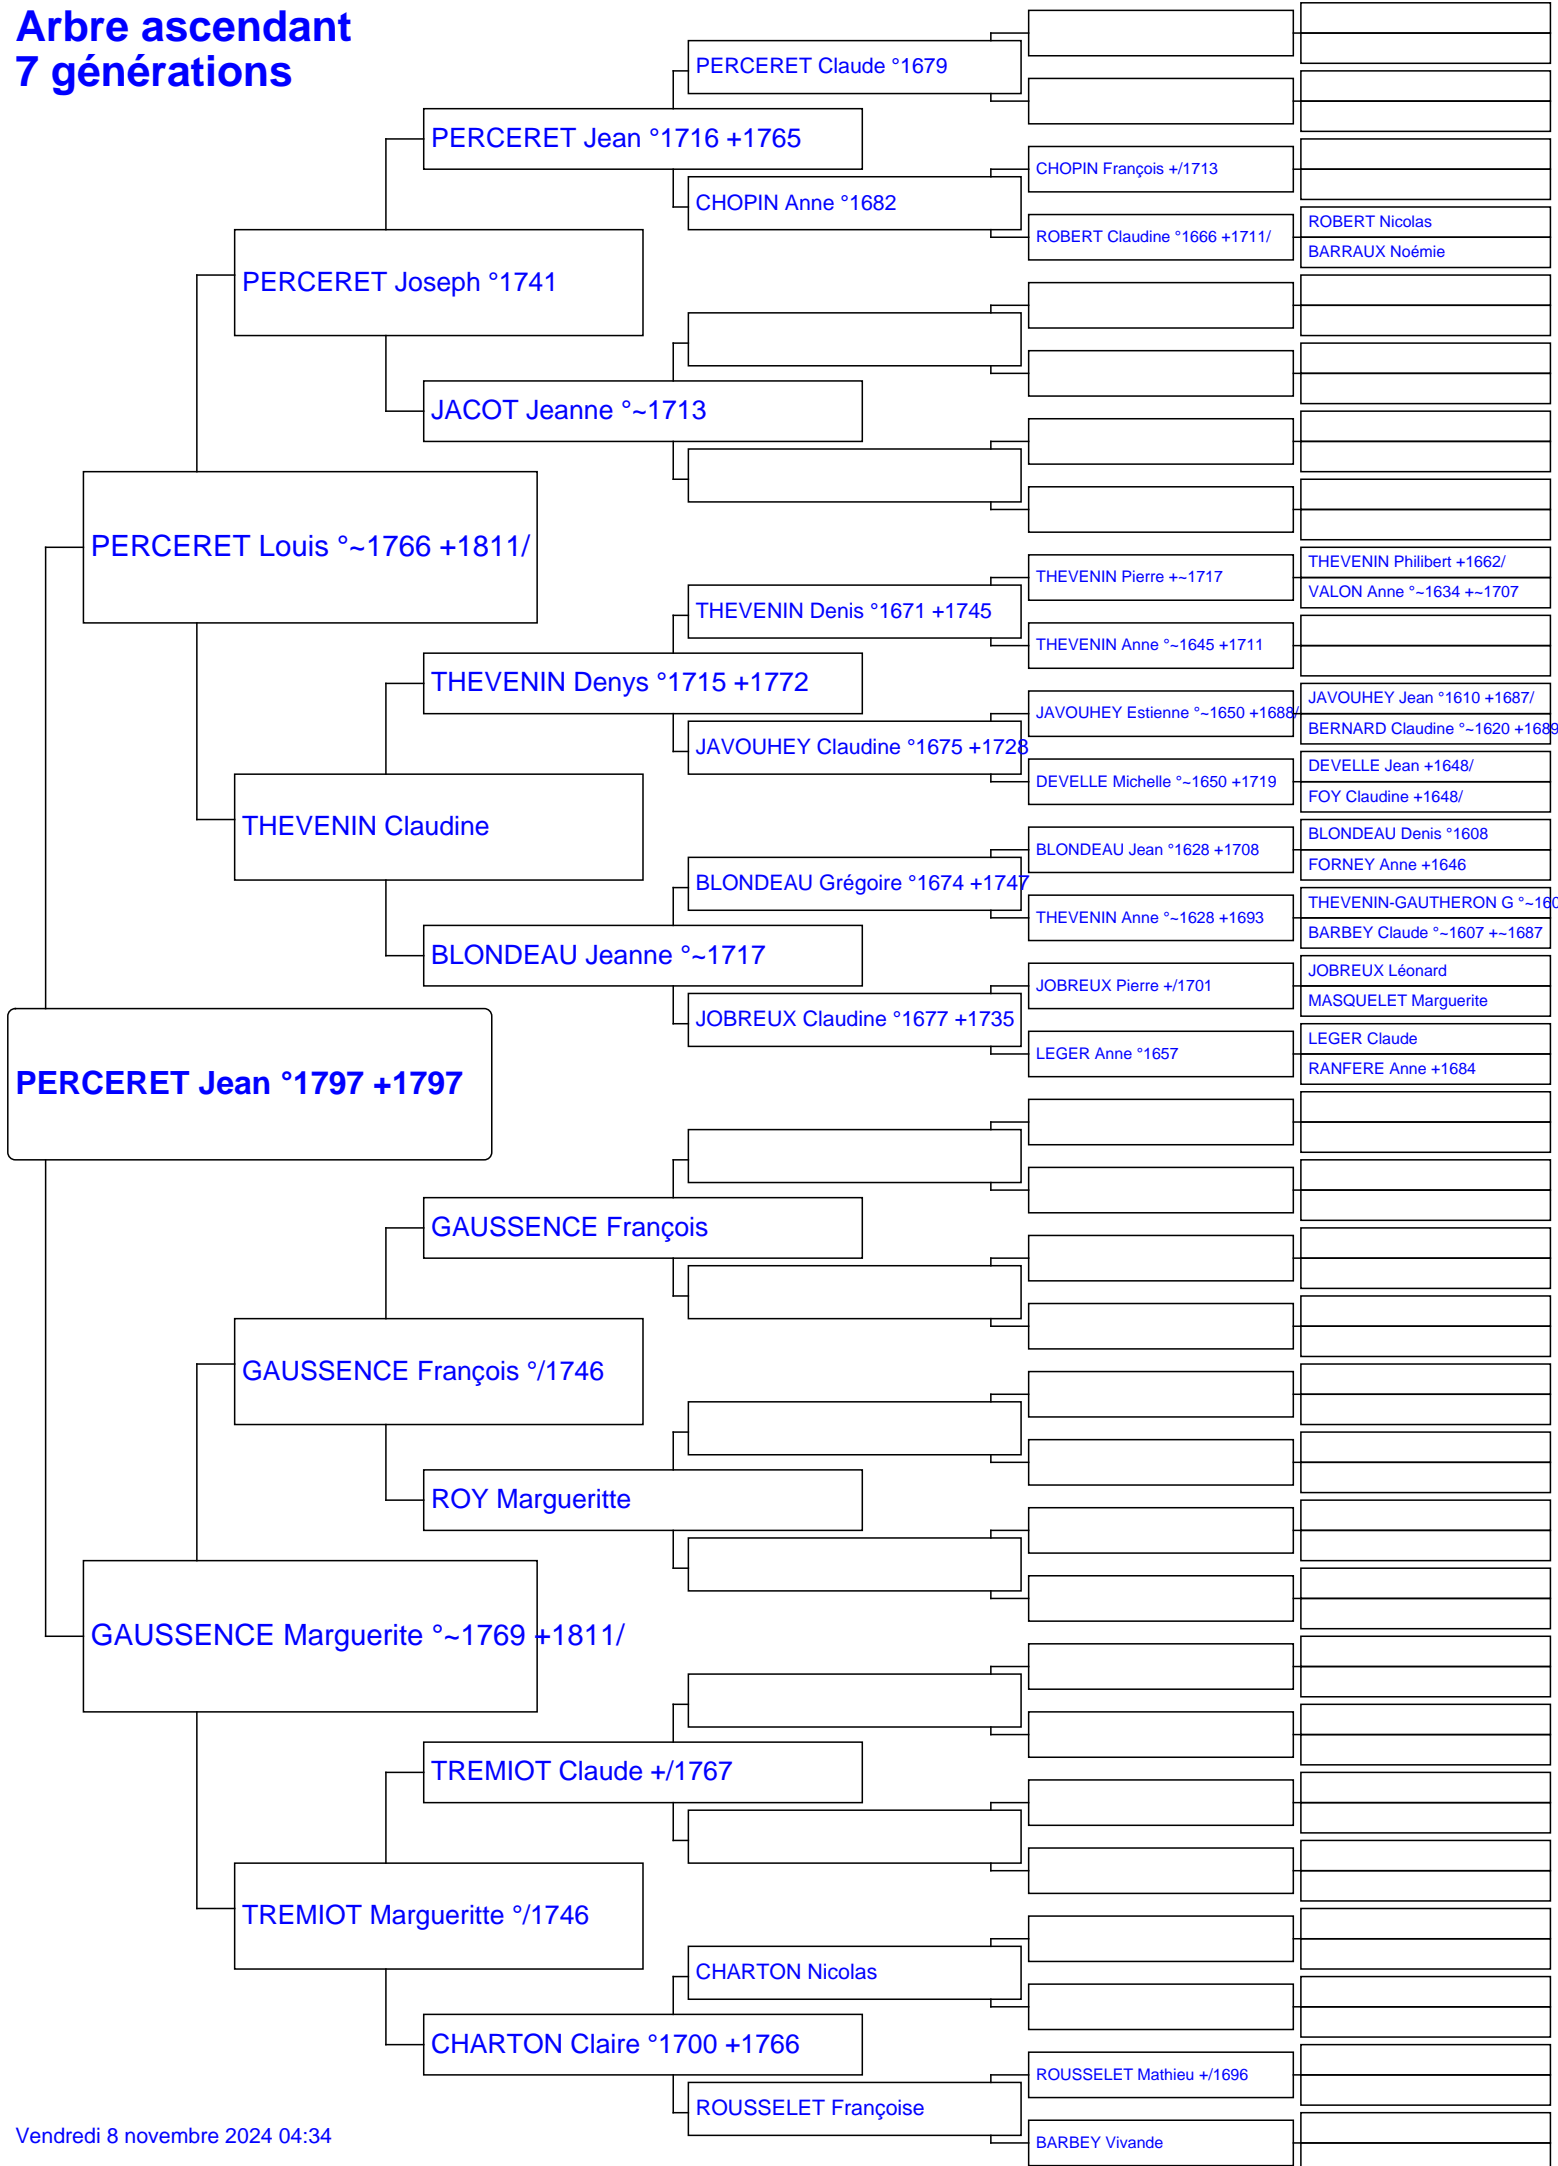 Arbre ascendant
7 générations
PERCERET Claude °1679
PERCERET Jean °1716 +1765
CHOPIN François +/1713
CHOPIN Anne °1682
ROBERT Nicolas
ROBERT Claudine °1666 +1711/
BARRAUX Noémie
PERCERET Joseph °1741
JACOT Jeanne °~1713
PERCERET Louis °~1766 +1811/
THEVENIN Philibert +1662/
THEVENIN Pierre +~1717
VALON Anne °~1634 +~1707
THEVENIN Denis °1671 +1745
THEVENIN Anne °~1645 +1711
THEVENIN Denys °1715 +1772
JAVOUHEY Jean °1610 +1687/
JAVOUHEY Estienne °~1650 +1688/
BERNARD Claudine °~1620 +1689
JAVOUHEY Claudine °1675 +1728
DEVELLE Jean +1648/
DEVELLE Michelle °~1650 +1719
FOY Claudine +1648/
THEVENIN Claudine
BLONDEAU Denis °1608
BLONDEAU Jean °1628 +1708
FORNEY Anne +1646
BLONDEAU Grégoire °1674 +1747
THEVENIN-GAUTHERON G °~160
THEVENIN Anne °~1628 +1693
BARBEY Claude °~1607 +~1687
BLONDEAU Jeanne °~1717
JOBREUX Léonard
JOBREUX Pierre +/1701
MASQUELET Marguerite
JOBREUX Claudine °1677 +1735
LEGER Claude
LEGER Anne °1657
RANFERE Anne +1684
PERCERET Jean °1797 +1797
GAUSSENCE François
GAUSSENCE François °/1746
ROY Margueritte
GAUSSENCE Marguerite °~1769 +1811/
TREMIOT Claude +/1767
TREMIOT Margueritte °/1746
CHARTON Nicolas
CHARTON Claire °1700 +1766
ROUSSELET Mathieu +/1696
ROUSSELET Françoise
BARBEY Vivande
Vendredi 8 novembre 2024 04:34